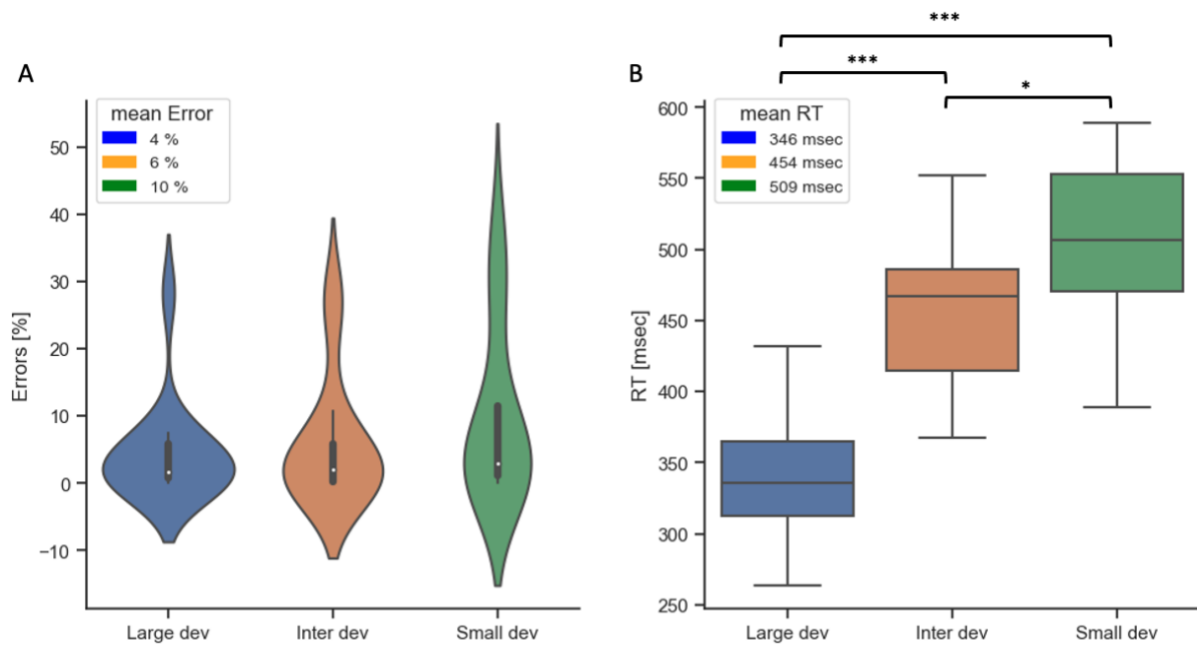 A
mean Error
4 %
6 %
10 %
Errors [%]
50
40
30
20
10
0
−10
Large dev
Inter dev
Small dev
B
***
***
*
mean RT
346 msec
454 msec
509 msec
RT [msec]
600
550
500
450
400
350
300
250
Large dev
Inter dev
Small dev